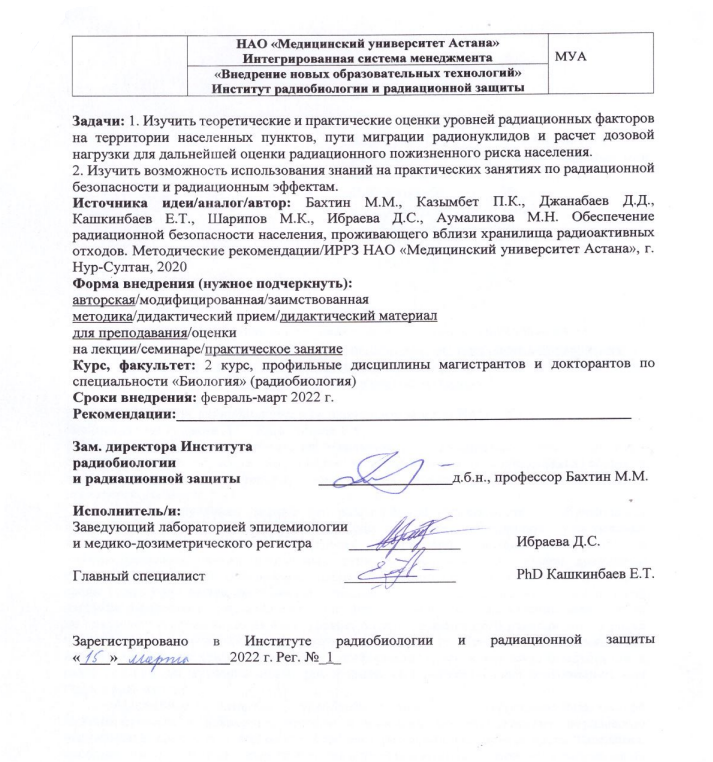 НАО «Медицинский университет Астана»
Интегрированная система менеджмента
МУА
«Внедрение новых образовательных технологий»
Институт радиобиологии и радиационной защиты
Задачи: 1. Изучить теоретические и практические оценки уровней радиационных факторов
на территории населенных пунктов, пути миграции радионуклидов и расчет дозовой
нагрузки для дальнейшей оценки радиационного пожизненного риска населения.
2. Изучить возможность использования знаний на практических занятиях по радиационной
безопасности и радиационным эффектам.
Источника идеи/аналог/автор: Бахтин М.М., Казымбет П.К., Джанабаев Д.Д.,
Кашкинбаев Е.Т., Шарипов М.К., Ибраева Д.С., Аумаликова М.Н. Обеспечение
радиационной безопасности населения, проживающего вблизи хранилища радиоактивных
отходов. Методические рекомендации/ИРРЗ НАО «Медицинский университет Астана», г.
Нур-Султан, 2020
Форма внедрения (нужное подчеркнуть):
авторская/модифицированная/заимствованная
методика/дидактический прием/дидактический материал
для преподавания/оценки
на лекции/семинаре/практическое занятие
Курс, факультет: 2 курс, профильные дисциплины магистрантов и докторантов по
специальности «Биология» (радиобиология)
Сроки внедрения: февраль-март 2022 г.
Рекомендации:
Зам. директора Института
радиобиологии
и радиационной защиты д.б.н., профессор Бахтин М.М.
Исполнитель/и:
Заведующий лабораторией эпидемиологии
и медико-дозиметрического регистра Ибраева Д.С.
Главный специалист PhD Кашкинбаев Е.Т.
Зарегистрировано в Институте радиобиологии и радиационной защиты
«15» марта 2022 г. Рег. № 1